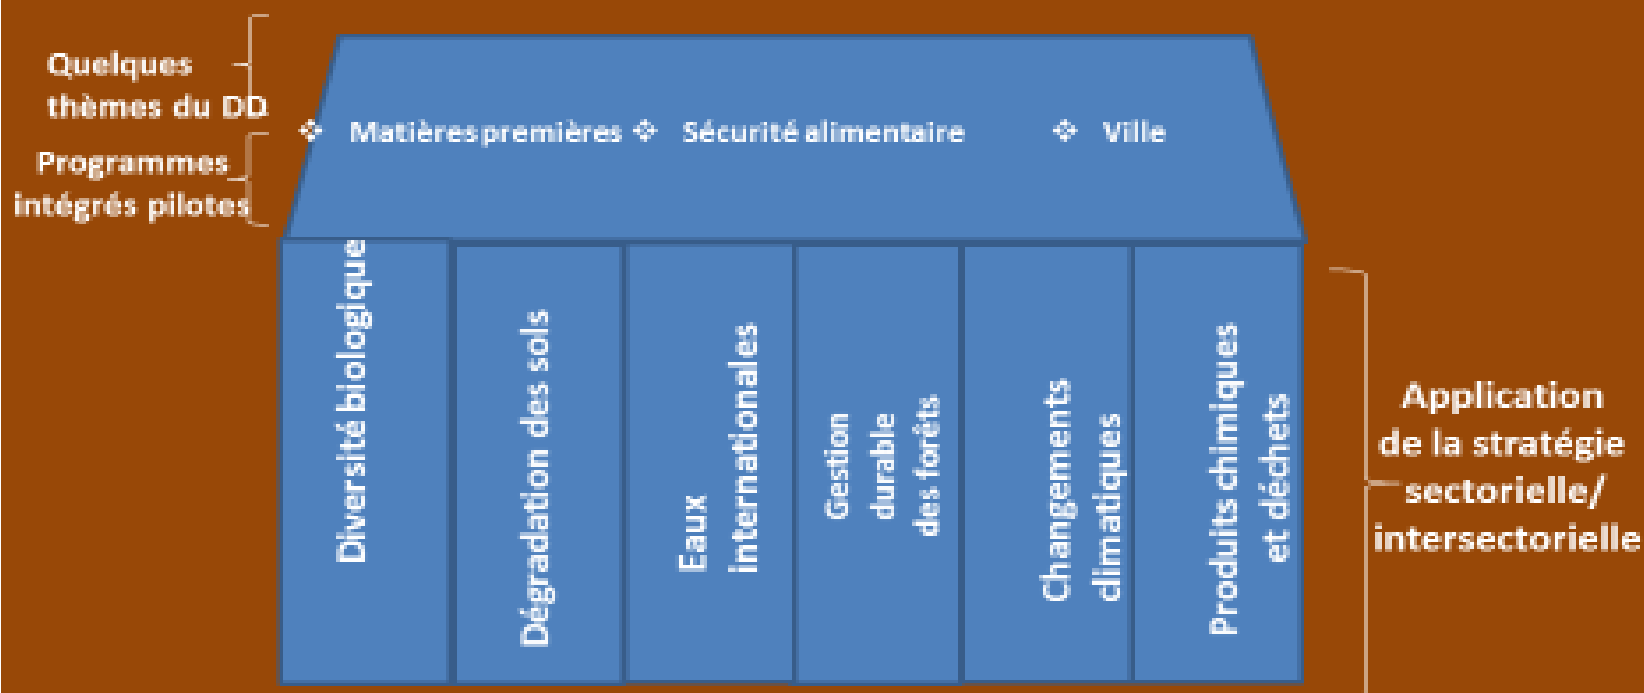 Quelques
thèmes du DD
Programmes
intégrés pilotes
Matières premières
Sécurité alimentaire
Ville
Diversité biologique
Dégradation des sols
Eaux
internationales
Gestion
durable
des forêts
Changements
climatiques
Produits chimiques
et déchets
Application
de la stratégie
sectorielle/
intersectorielle